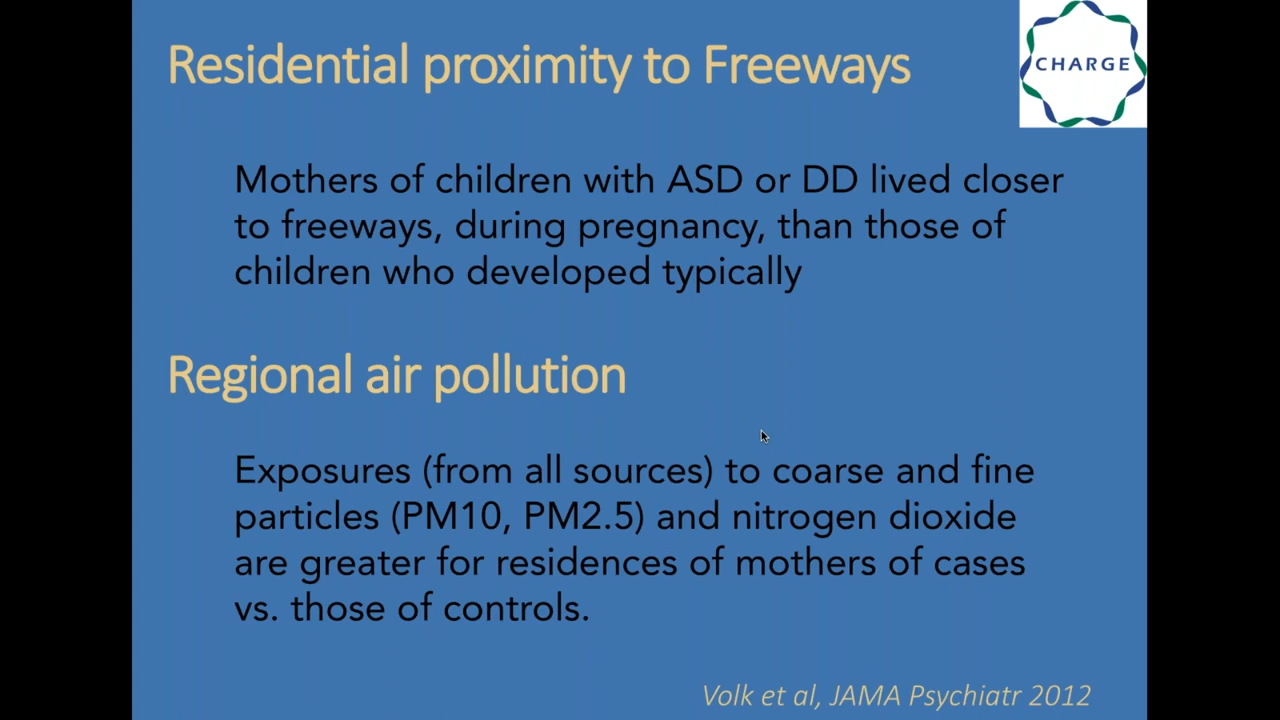 Residential proximity to Freeways
CHARGE
Mothers of children with ASD or DD lived closer
to freeways, during pregnancy, than those of
children who developed typically
Regional air pollution
Exposures (from all sources) to coarse and fine
particles (PM10, PM2.5) and nitrogen dioxide
are greater for residences of mothers of cases
vs. those of controls.
Volk et al, JAMA Psychiatr 2012